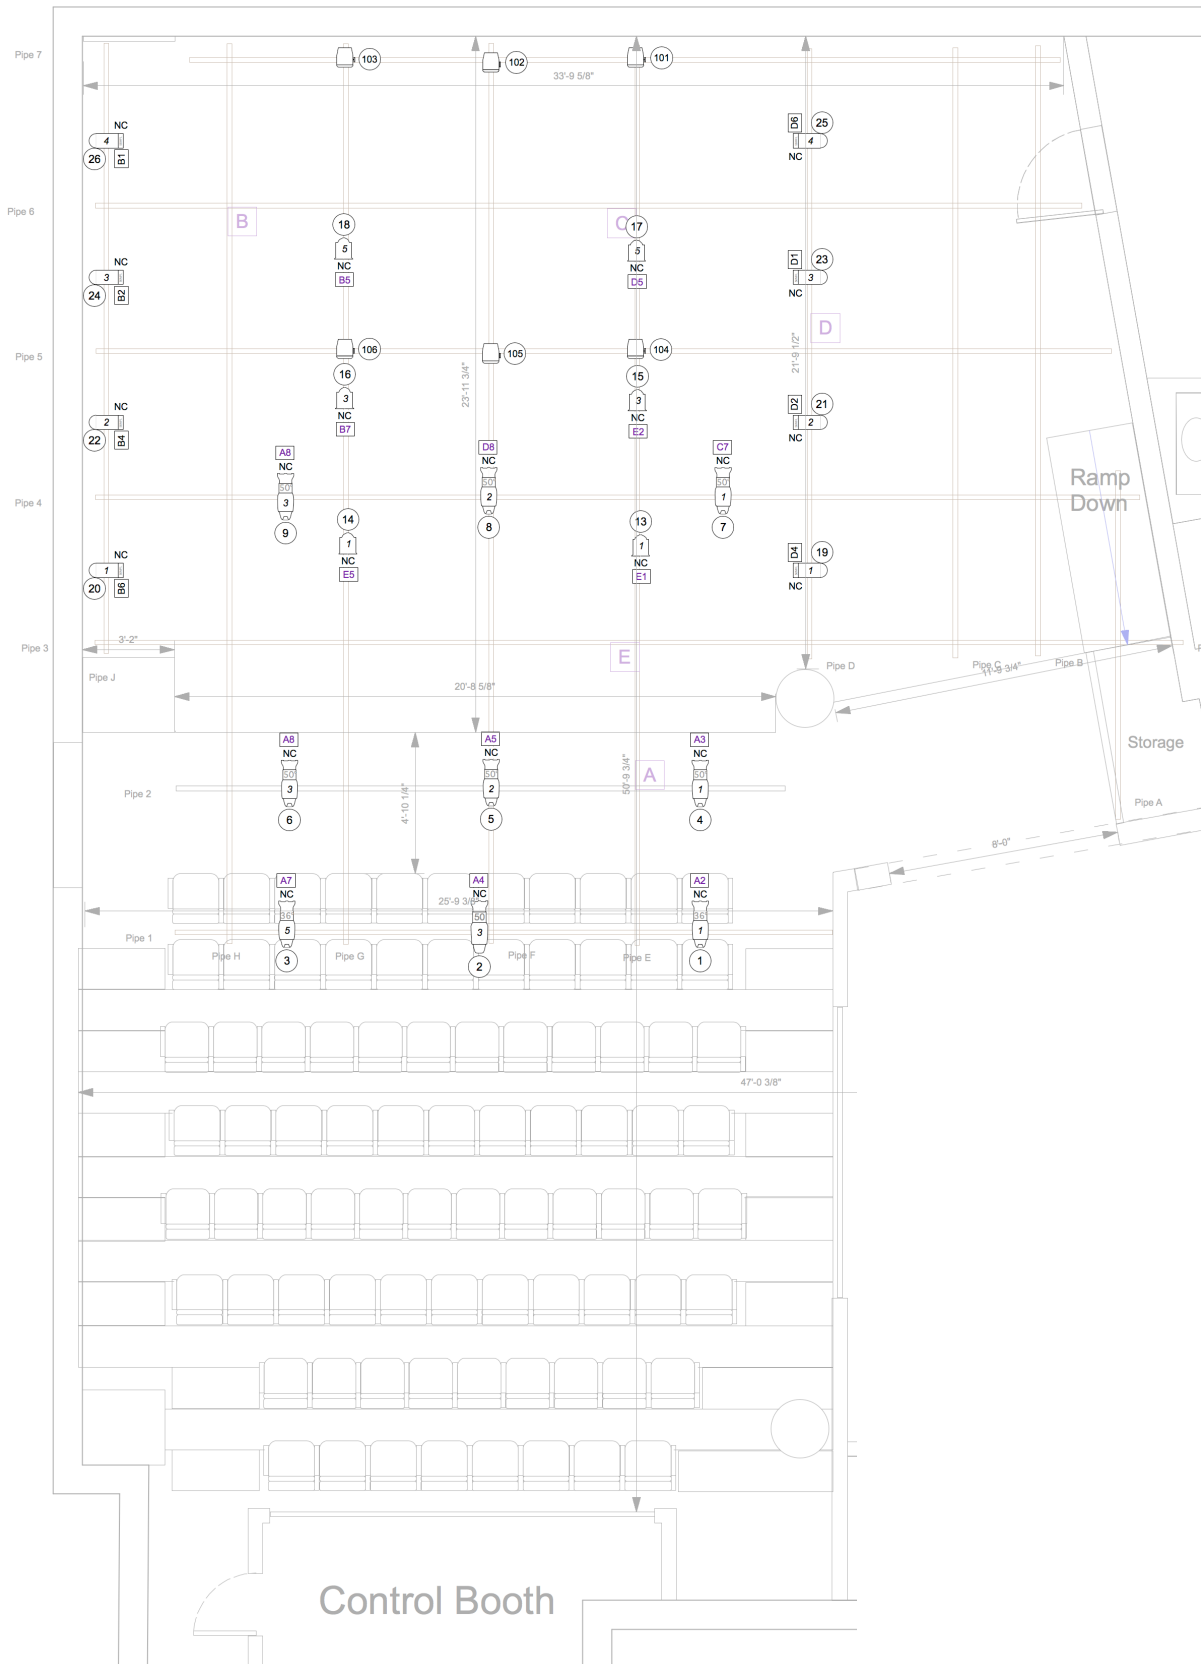 Pipe 7
103
102
101
33'-9 5/8"
NC
4
26
B1
D6
25
4
NC
Pipe 6
B
18
5
NC
B5
C
17
5
NC
D5
NC
3
24
B2
D1
23
3
NC
D
Pipe 5
106
105
104
23'-11 3/4"
21'-9 1/2"
16
3
NC
B7
15
3
NC
E2
NC
2
22
B4
D2
21
2
NC
A8
NC
50°
3
9
D8
NC
50°
2
8
C7
NC
50°
1
7
Ramp
Down
Pipe 4
14
1
NC
E5
13
1
NC
E1
NC
1
20
B6
D4
19
1
NC
Pipe 3
3'-2"
E
Pipe J
Pipe D
Pipe C
Pipe B
11'-9 3/4"
20'-8 5/8"
Storage
A8
NC
50°
3
6
A5
NC
50°
2
5
A3
NC
50°
1
4
50'-9 3/4"
A
Pipe 2
4'-10 1/4"
Pipe A
8'-0"
A7
NC
36°
5
3
A4
NC
50
3
2
A2
NC
36°
1
1
25'-9 3/8"
Pipe 1
Pipe H
Pipe G
Pipe F
Pipe E
47'-0 3/8"
Control Booth